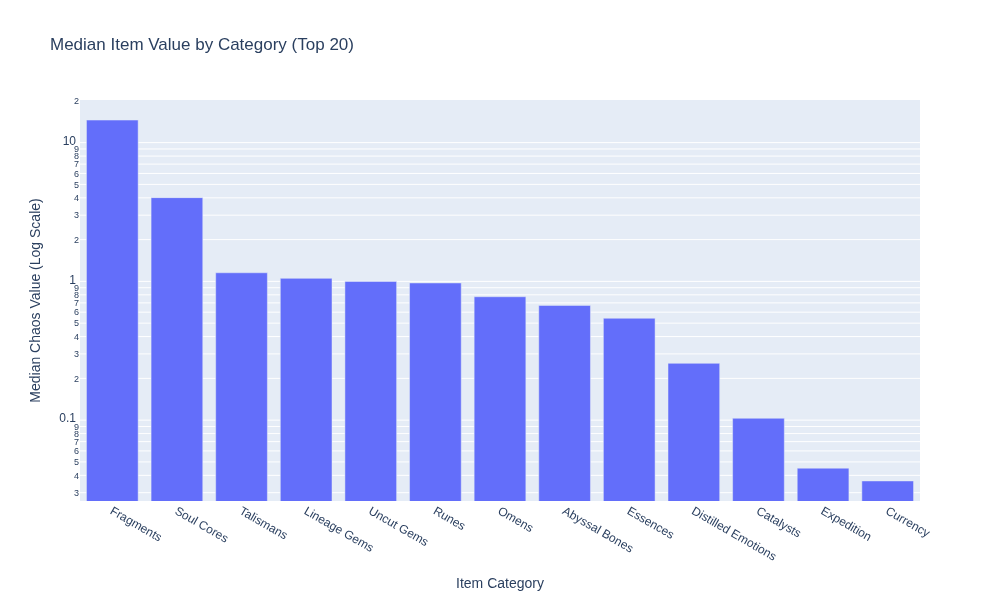 Median Item Value by Category (Top 20)
Median Chaos Value (Log Scale)
2
10
9
8
7
6
5
4
3
2
1
9
8
7
6
5
4
3
2
0.1
9
8
7
6
5
4
3
Fragments
Soul Cores
Talismans
Lineage Gems
Uncut Gems
Runes
Omens
Abyssal Bones
Essences
Distilled Emotions
Catalysts
Expedition
Currency
Item Category